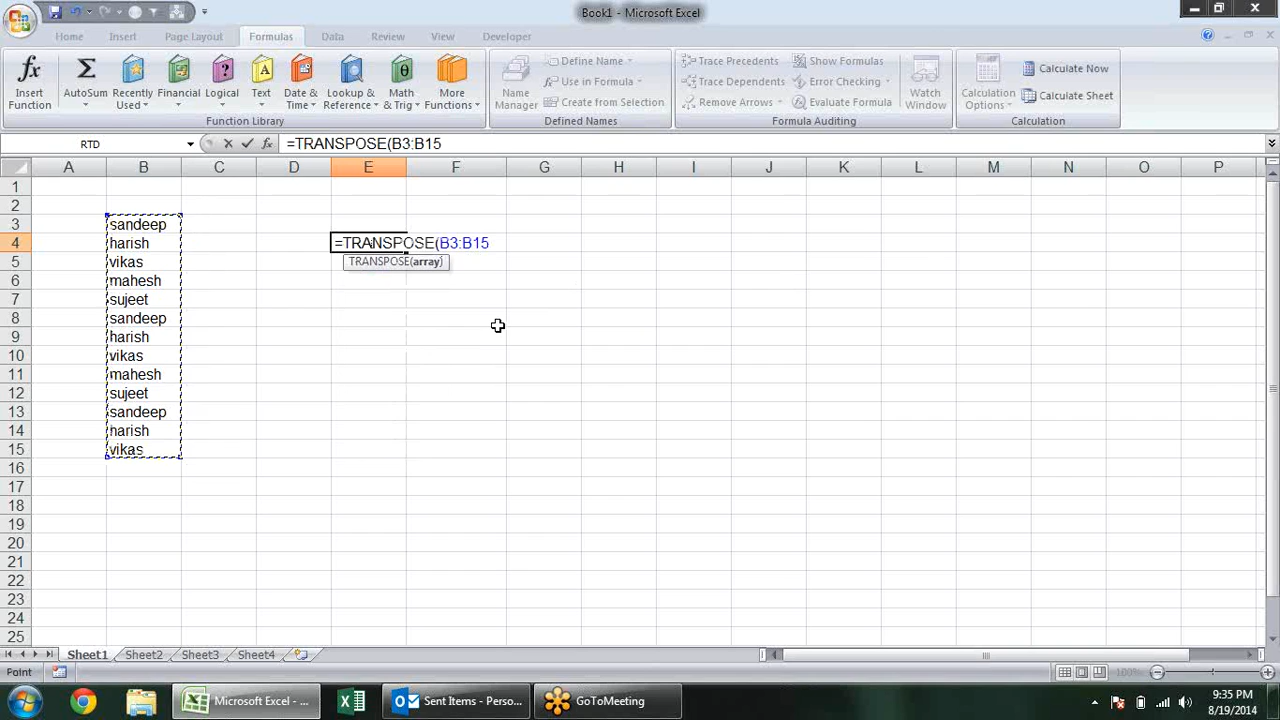 Book1 - Microsoft Excel
Home Insert Page Layout Formulas Data Review View Developer
Insert Function
AutoSum
Recently Used
Financial
Logical
Text
Date & Time
Lookup & Reference
Math & Trig
More Functions
Function Library
Name Manager
Define Name
Use in Formula
Create from Selection
Defined Names
Trace Precedents
Trace Dependents
Remove Arrows
Show Formulas
Error Checking
Evaluate Formula
Formula Auditing
Watch Window
Calculation Options
Calculate Now
Calculate Sheet
Calculation
RTD =TRANSPOSE(B3:B15
A B C D E F G H I J K L M N O P
1
2
3 sandeep
4 harish =TRANSPOSE(B3:B15
5 vikas TRANSPOSE(array)
6 mahesh
7 sujeet
8 sandeep
9 harish
10 vikas
11 mahesh
12 sujeet
13 sandeep
14 harish
15 vikas
16
17
18
19
20
21
22
23
24
25
Sheet1 Sheet2 Sheet3 Sheet4
Point 100%
Microsoft Excel - ... Sent Items - Perso... GoToMeeting 9:35 PM
8/19/2014